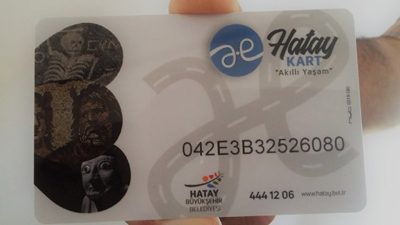 Hatay
KART
"Akıllı Yaşam"
042E3B32526080
HATAY
BÜYÜKŞEHİR
BELEDİYESİ
444 12 06
www.hatay.bel.tr